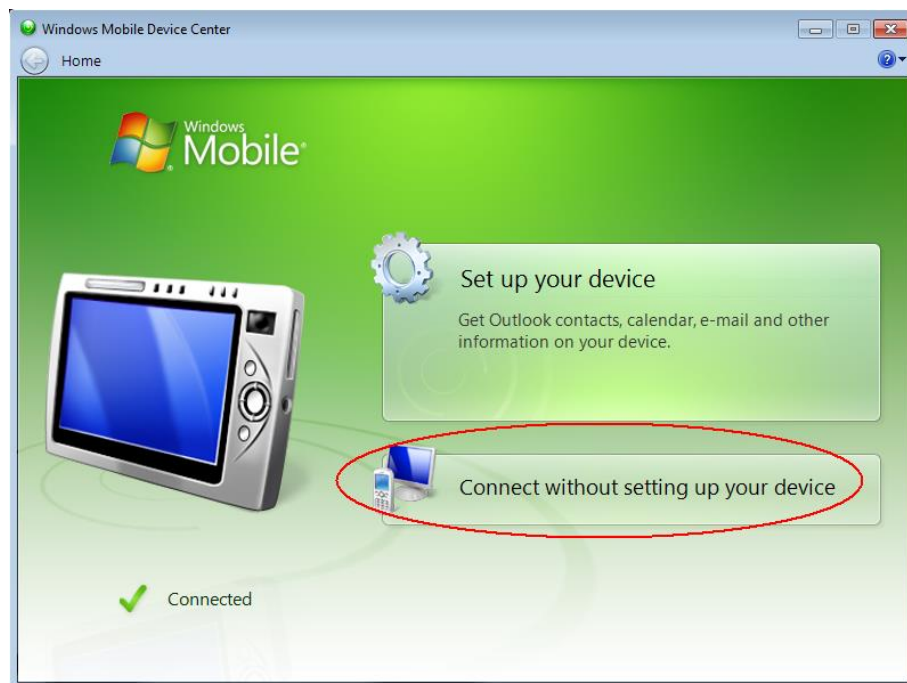 Windows Mobile Device Center
Home
Windows
Mobile
Set up your device
Get Outlook contacts, calendar, e-mail and other
information on your device.
Connect without setting up your device
Connected